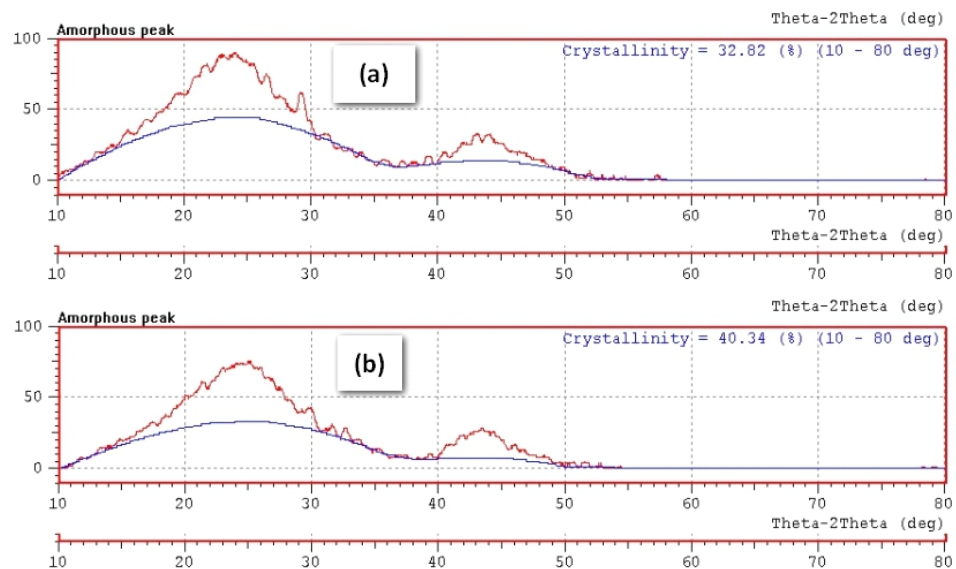 Theta-2Theta (deg)
Amorphous peak
100
Crystallinity = 32.82 (%) (10 - 80 deg)
(a)
50
0
10 20 30 40 50 60 70 80
Theta-2Theta (deg)
10 20 30 40 50 60 70 80
Theta-2Theta (deg)
Amorphous peak
100
Crystallinity = 40.34 (%) (10 - 80 deg)
(b)
50
0
10 20 30 40 50 60 70 80
Theta-2Theta (deg)
10 20 30 40 50 60 70 80